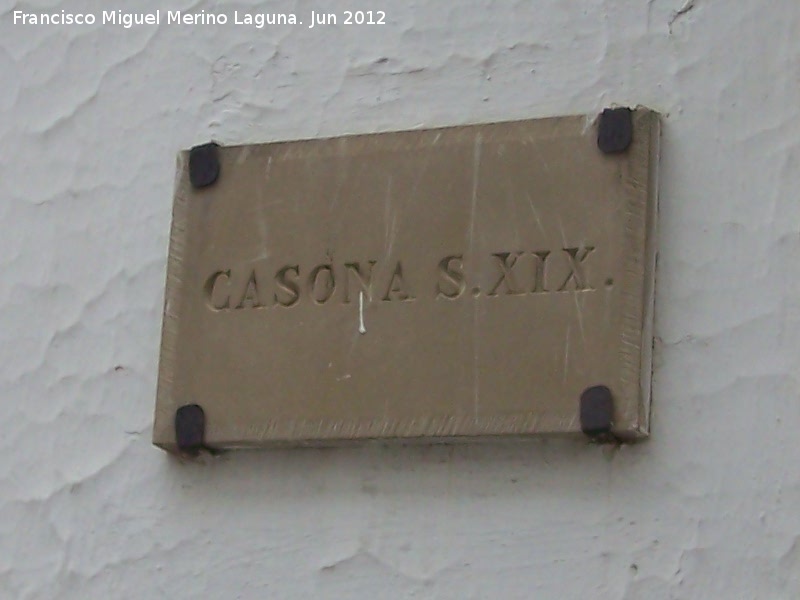 Francisco Miguel Merino Laguna. Jun 2012
CASONA S.XIX.